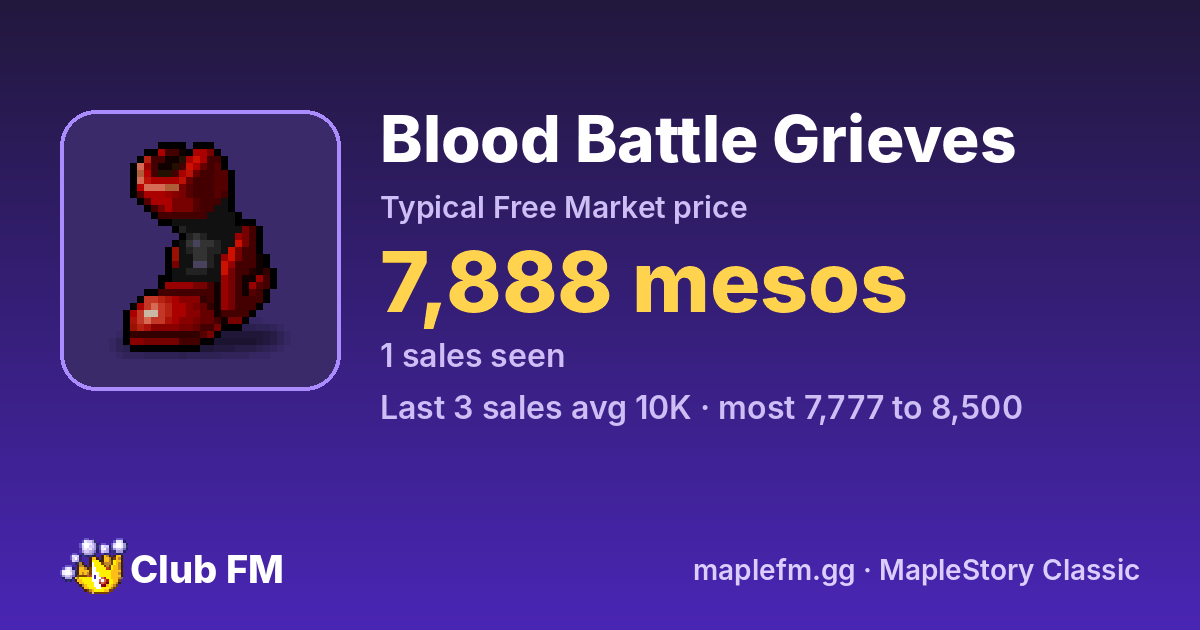 Blood Battle Grieves
Typical Free Market price
7,888 mesos
1 sales seen
Last 3 sales avg 10K · most 7,777 to 8,500
Club FM
maplefm.gg · MapleStory Classic